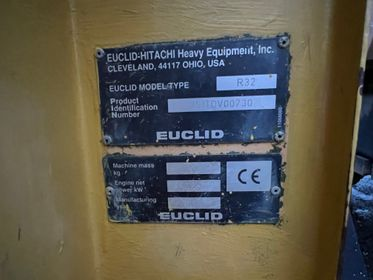 EUCLID-HITACHI Heavy Equipment, Inc.
CLEVELAND, 44117 OHIO, USA
EUCLID MODEL TYPE R32
Product
Identification
Number
EUCLID
Machine mass
kg
Engine net
power kW
Manufacturing
year
CE
EUCLID